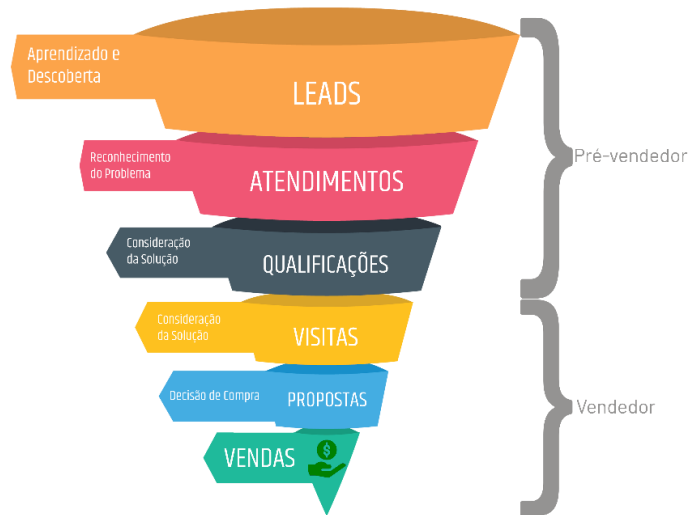 Aprendizado e
Descoberta
LEADS
Reconhecimento
do Problema
ATENDIMENTOS
Pré-vendedor
Consideração
da Solução
QUALIFICAÇÕES
Consideração
da Solução
VISITAS
Decisão de Compra
PROPOSTAS
Vendedor
VENDAS
$